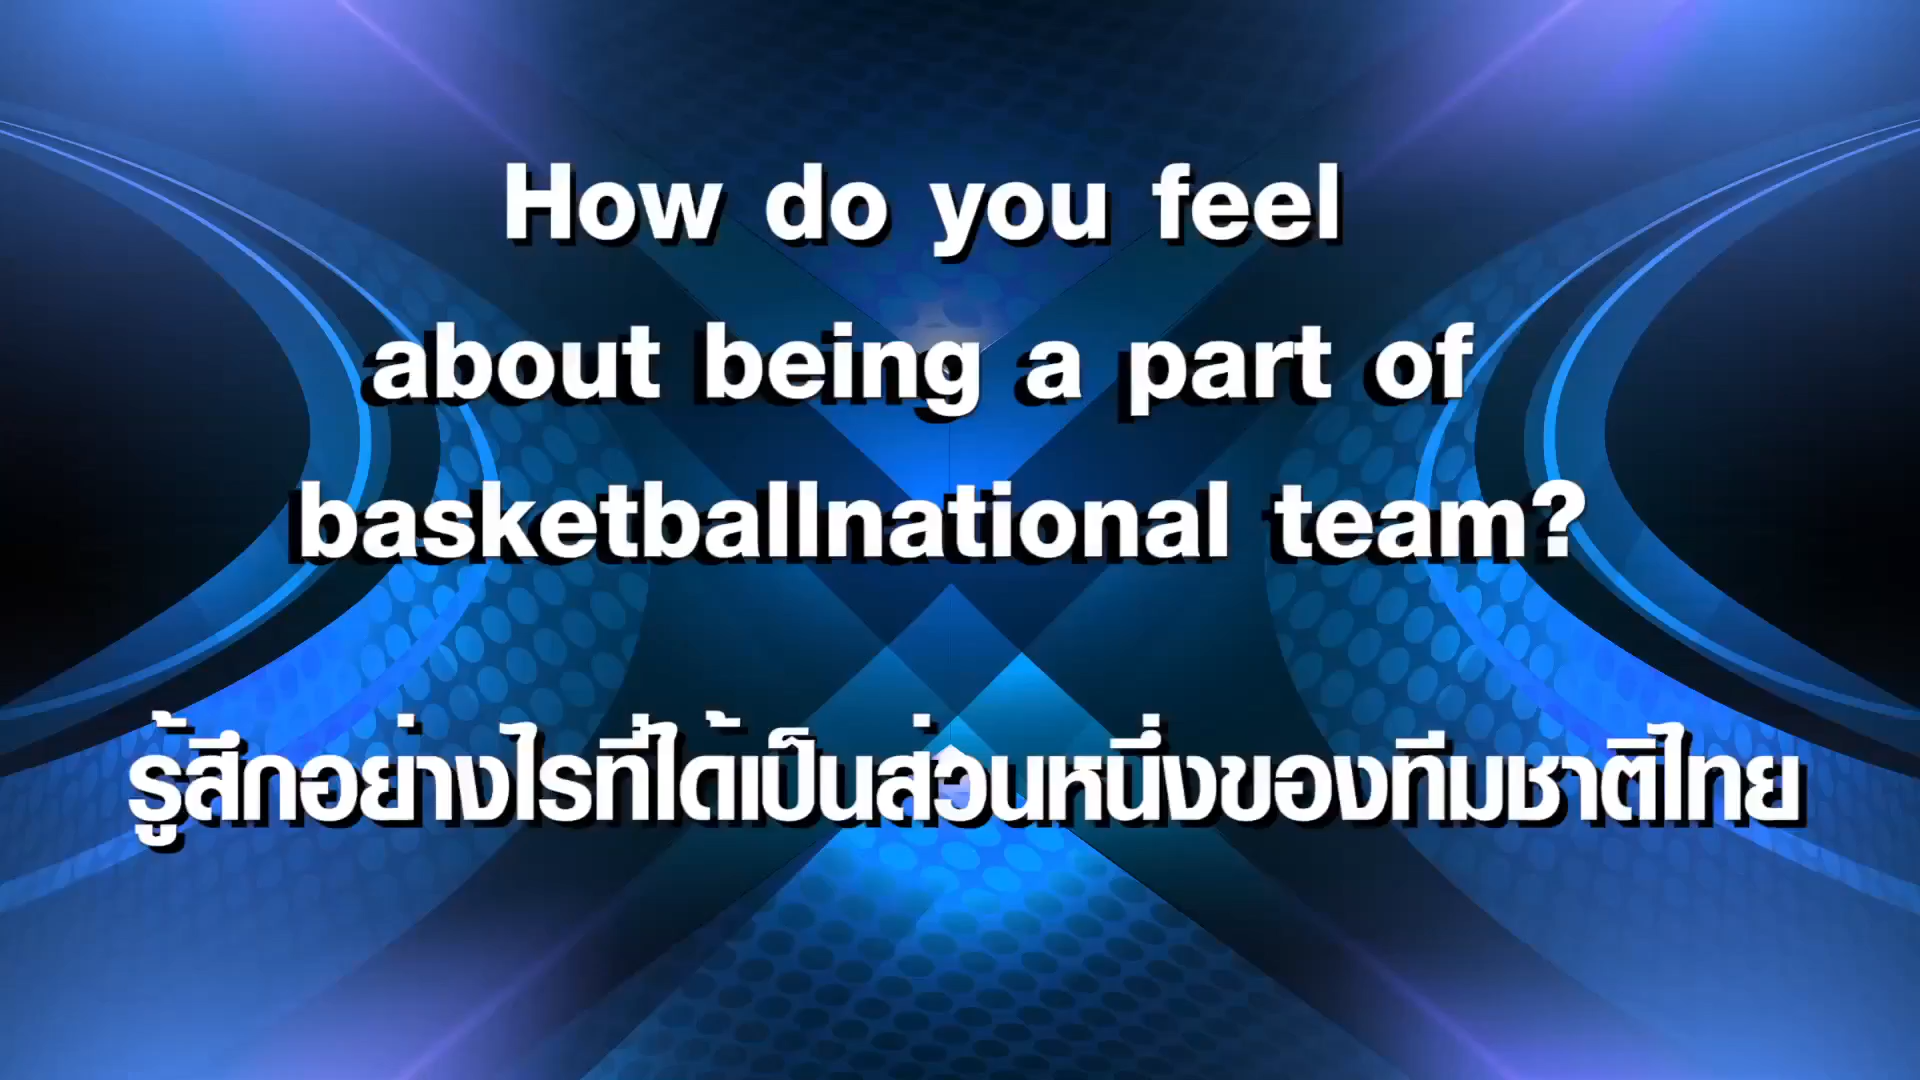 How do you feel
about being a part of
basketballnational team?
รู้สึกอย่างไรที่ได้เป็นส่วนหนึ่งของทีมชาติไทย